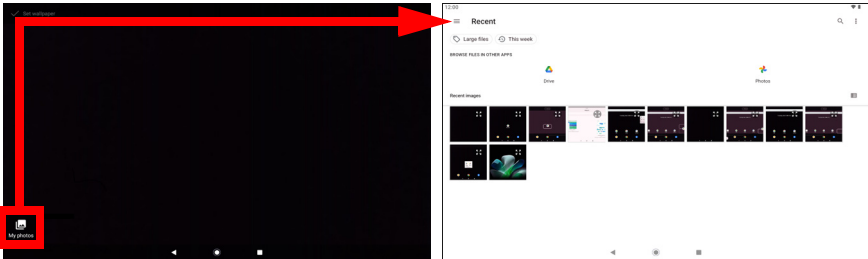 Set wallpaper
My photos
12:00
Recent
Large files
This week
BROWSE FILES IN OTHER APPS
Drive
Photos
Recent images